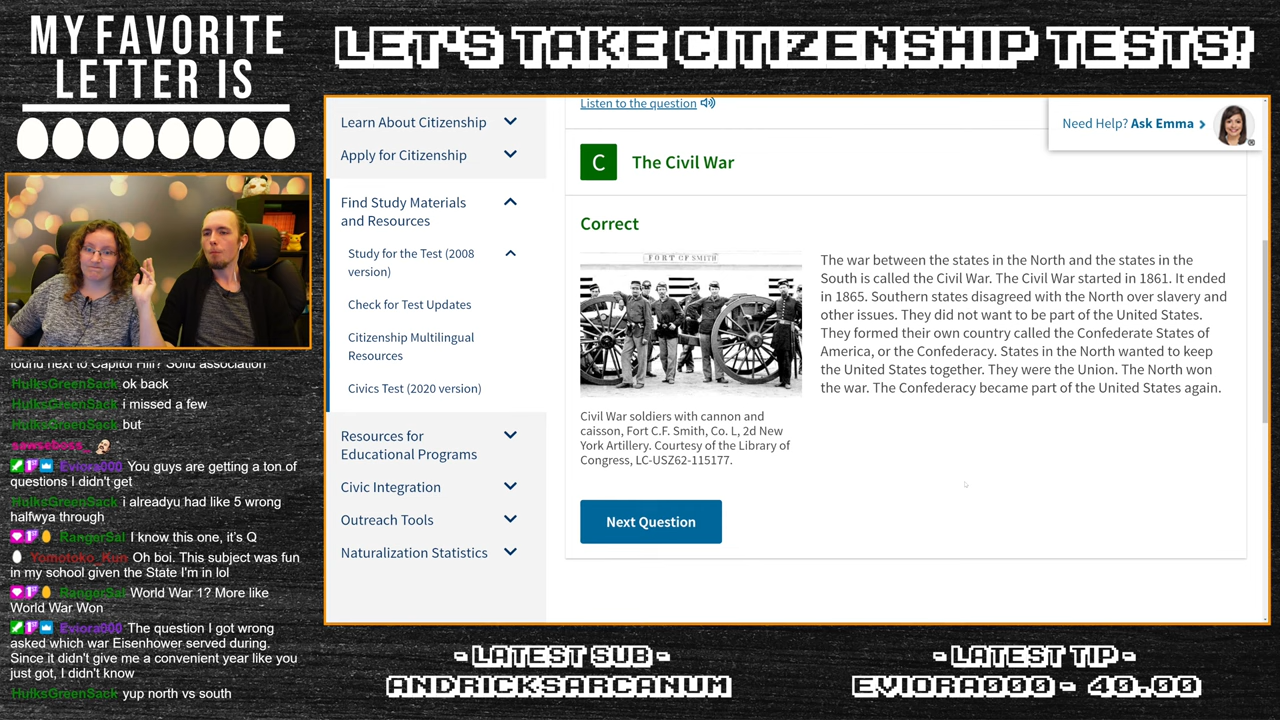 MY FAVORITE
LETTER IS
LET'S TAKE CITIZENSHIP TESTS!
Learn About Citizenship
Apply for Citizenship
Find Study Materials
and Resources
Study for the Test (2008
version)
Check for Test Updates
Citizenship Multilingual
Resources
Civics Test (2020 version)
Resources for
Educational Programs
Civic Integration
Outreach Tools
Naturalization Statistics
Listen to the question
Need Help? Ask Emma
C The Civil War
Correct
FORT C.F. SMITH
The war between the states in the North and the states in the
South is called the Civil War. The Civil War started in 1861. It ended
in 1865. Southern states disagreed with the North over slavery and
other issues. They did not want to be part of the United States.
They formed their own country called the Confederate States of
America, or the Confederacy. States in the North wanted to keep
the United States together. They were the Union. The North won
the war. The Confederacy became part of the United States again.
Civil War soldiers with cannon and
caisson, Fort C.F. Smith, Co. L, 2d New
York Artillery. Courtesy of the Library of
Congress, LC-USZ62-115177.
Next Question
found next to Capitol Hill? Solid association
HulksGreenSack ok back
HulksGreenSack i missed a few
HulksGreenSack but
Eviora000 You guys are getting a ton of
questions I didn't get
HulksGreenSack i alreadyu had like 5 wrong
halfwya through
RangerSal I know this one, it's Q
Yomotoko_Kun Oh boi. This subject was fun
in my school given the State I'm in lol
RangerSal World War 1? More like
World War Won
Eviora000 The question I got wrong
asked which war Eisenhower served during.
Since it didn't give me a convenient year like you
just got, I didn't know
HulksGreenSack yup north vs south
- LATEST SUB -
ANDRICKSARCANUM
- LATEST TIP -
EVIORA000 - 40.00